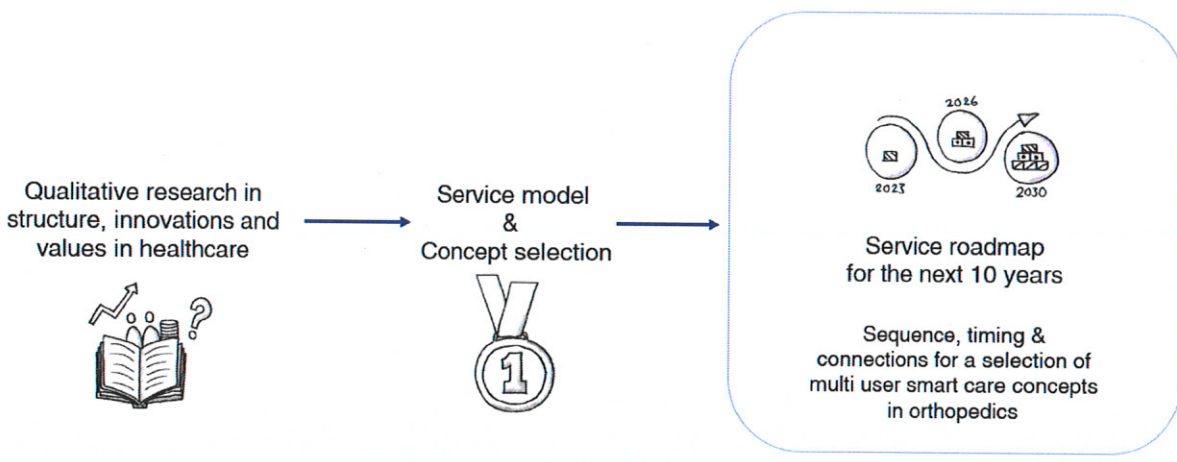 Qualitative research in
structure, innovations and
values in healthcare
?
Service model
&
Concept selection
1
2023
2026
2030
Service roadmap
for the next 10 years
Sequence, timing &
connections for a selection of
multi user smart care concepts
in orthopedics